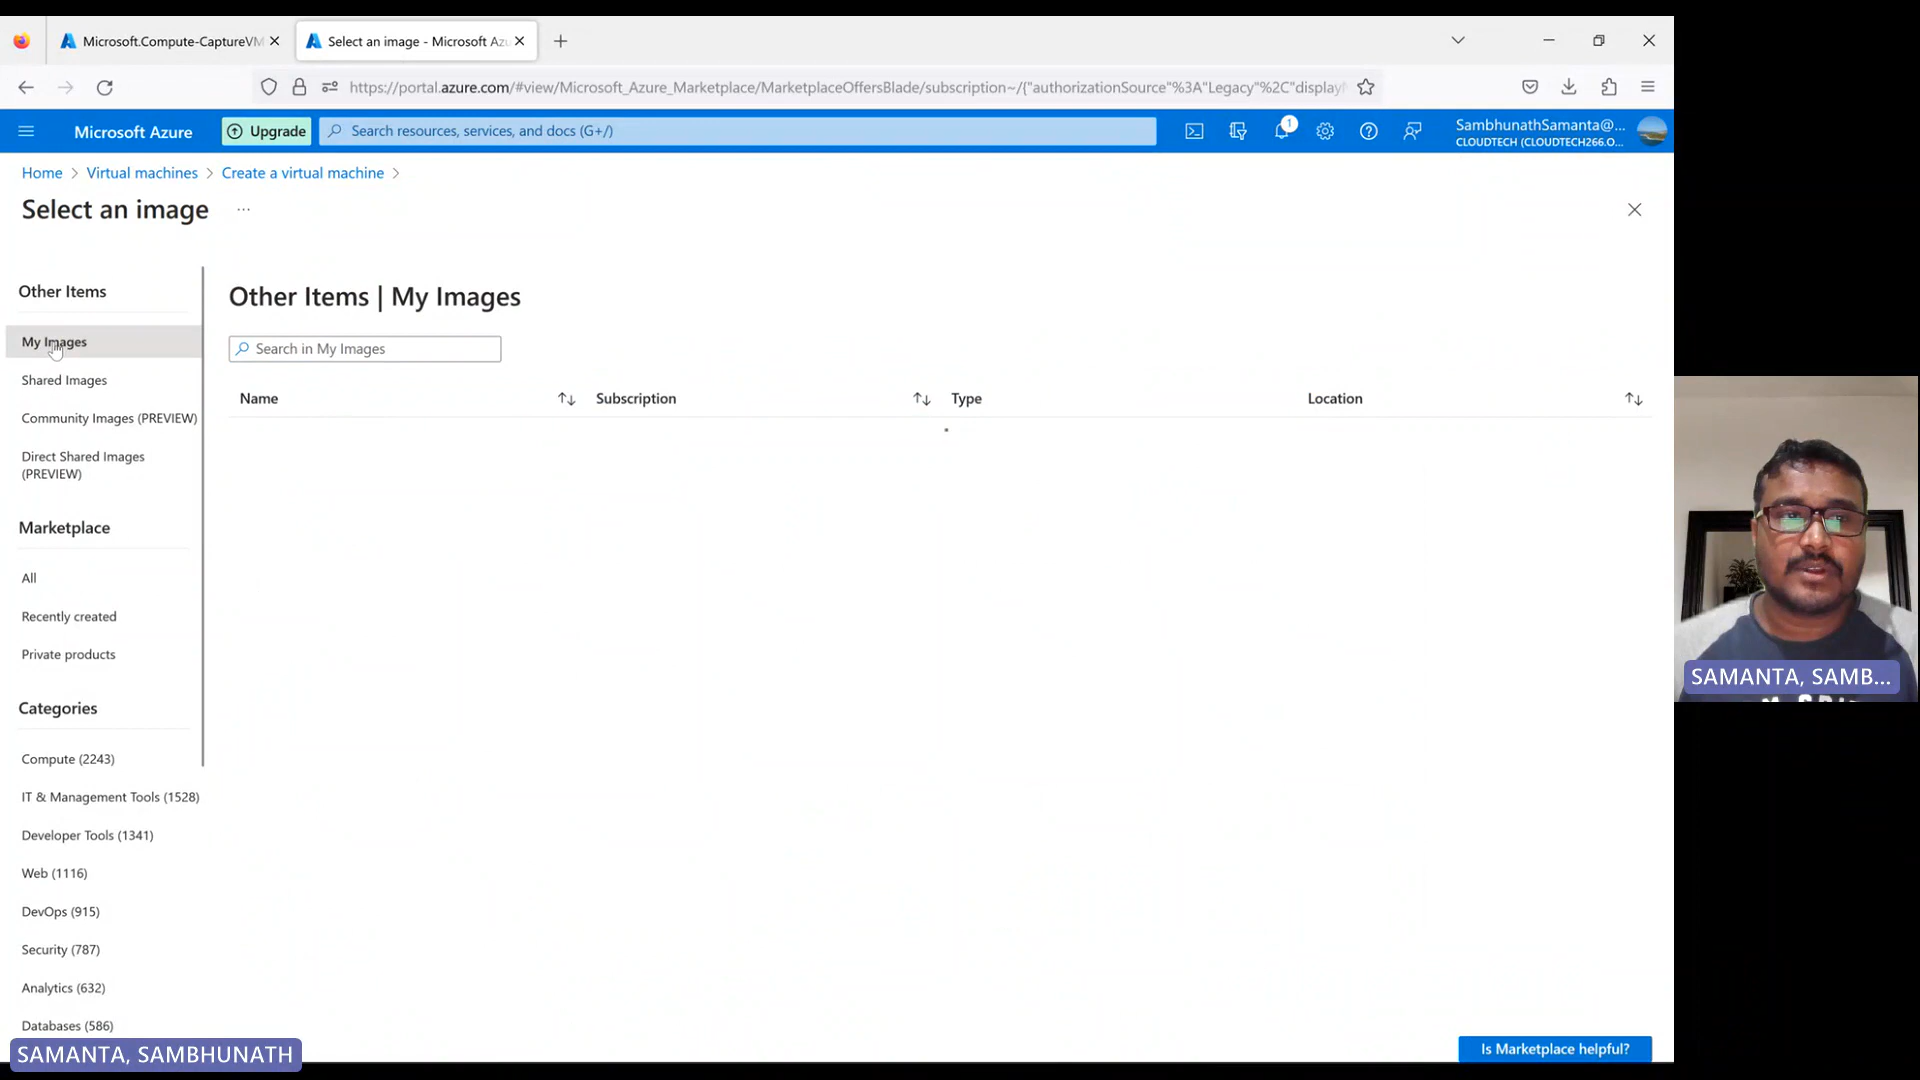 Microsoft.Compute-CaptureVM
Select an image - Microsoft Az
https://portal.azure.com/#view/Microsoft_Azure_Marketplace/MarketplaceOffersBlade/subscription~/{"authorizationSource"%3A"Legacy"%2C"display
Microsoft Azure
Upgrade
Search resources, services, and docs (G+/)
1
SambhunathSamanta@...
CLOUDTECH (CLOUDTECH266.O...
Home > Virtual machines > Create a virtual machine >
Select an image ...
Other Items
My Images
Shared Images
Community Images (PREVIEW)
Direct Shared Images
(PREVIEW)
Marketplace
All
Recently created
Private products
Categories
Compute (2243)
IT & Management Tools (1528)
Developer Tools (1341)
Web (1116)
DevOps (915)
Security (787)
Analytics (632)
Databases (586)
Other Items | My Images
Search in My Images
Name Subscription Type Location
Is Marketplace helpful?
SAMANTA, SAMBHUNATH
SAMANTA, SAMB...